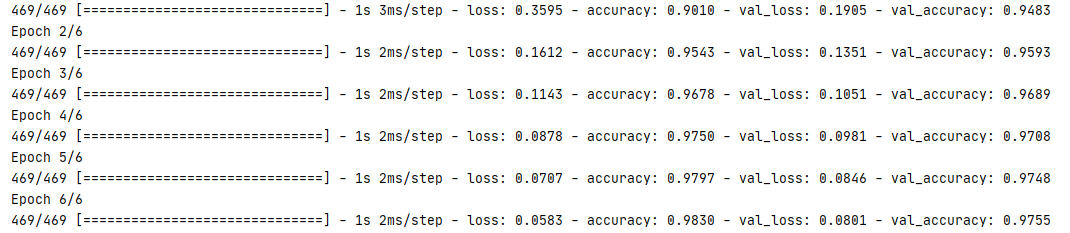 469/469 [==============================] - 1s 3ms/step - loss: 0.3595 - accuracy: 0.9010 - val_loss: 0.1905 - val_accuracy: 0.9483
Epoch 2/6
469/469 [==============================] - 1s 2ms/step - loss: 0.1612 - accuracy: 0.9543 - val_loss: 0.1351 - val_accuracy: 0.9593
Epoch 3/6
469/469 [==============================] - 1s 2ms/step - loss: 0.1143 - accuracy: 0.9678 - val_loss: 0.1051 - val_accuracy: 0.9689
Epoch 4/6
469/469 [==============================] - 1s 2ms/step - loss: 0.0878 - accuracy: 0.9750 - val_loss: 0.0981 - val_accuracy: 0.9708
Epoch 5/6
469/469 [==============================] - 1s 2ms/step - loss: 0.0707 - accuracy: 0.9797 - val_loss: 0.0846 - val_accuracy: 0.9748
Epoch 6/6
469/469 [==============================] - 1s 2ms/step - loss: 0.0583 - accuracy: 0.9830 - val_loss: 0.0801 - val_accuracy: 0.9755